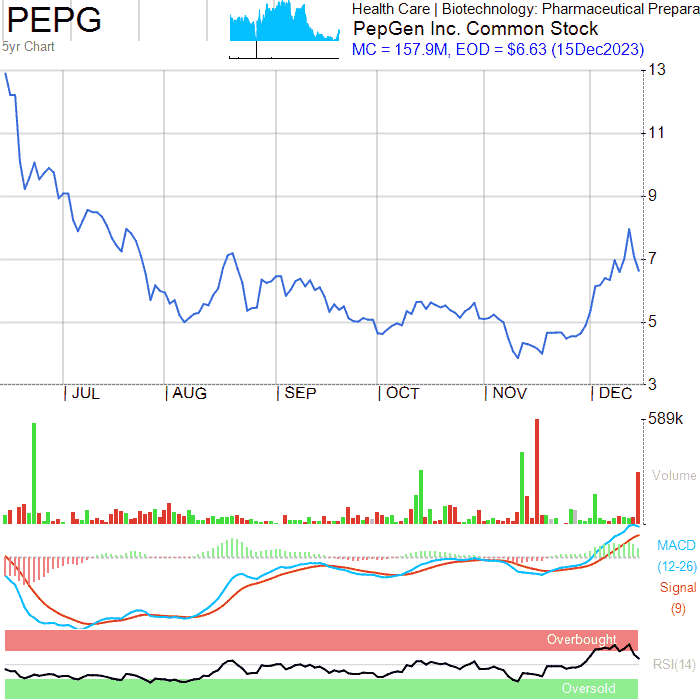 PEPG
5yr Chart
Health Care | Biotechnology: Pharmaceutical Prepara
PepGen Inc. Common Stock
MC = 157.9M, EOD = $6.63 (15Dec2023)
13
11
9
7
5
3
JUL AUG SEP OCT NOV DEC
589k
Volume
MACD
(12-26)
Signal
(9)
Overbought
RSI(14)
Oversold